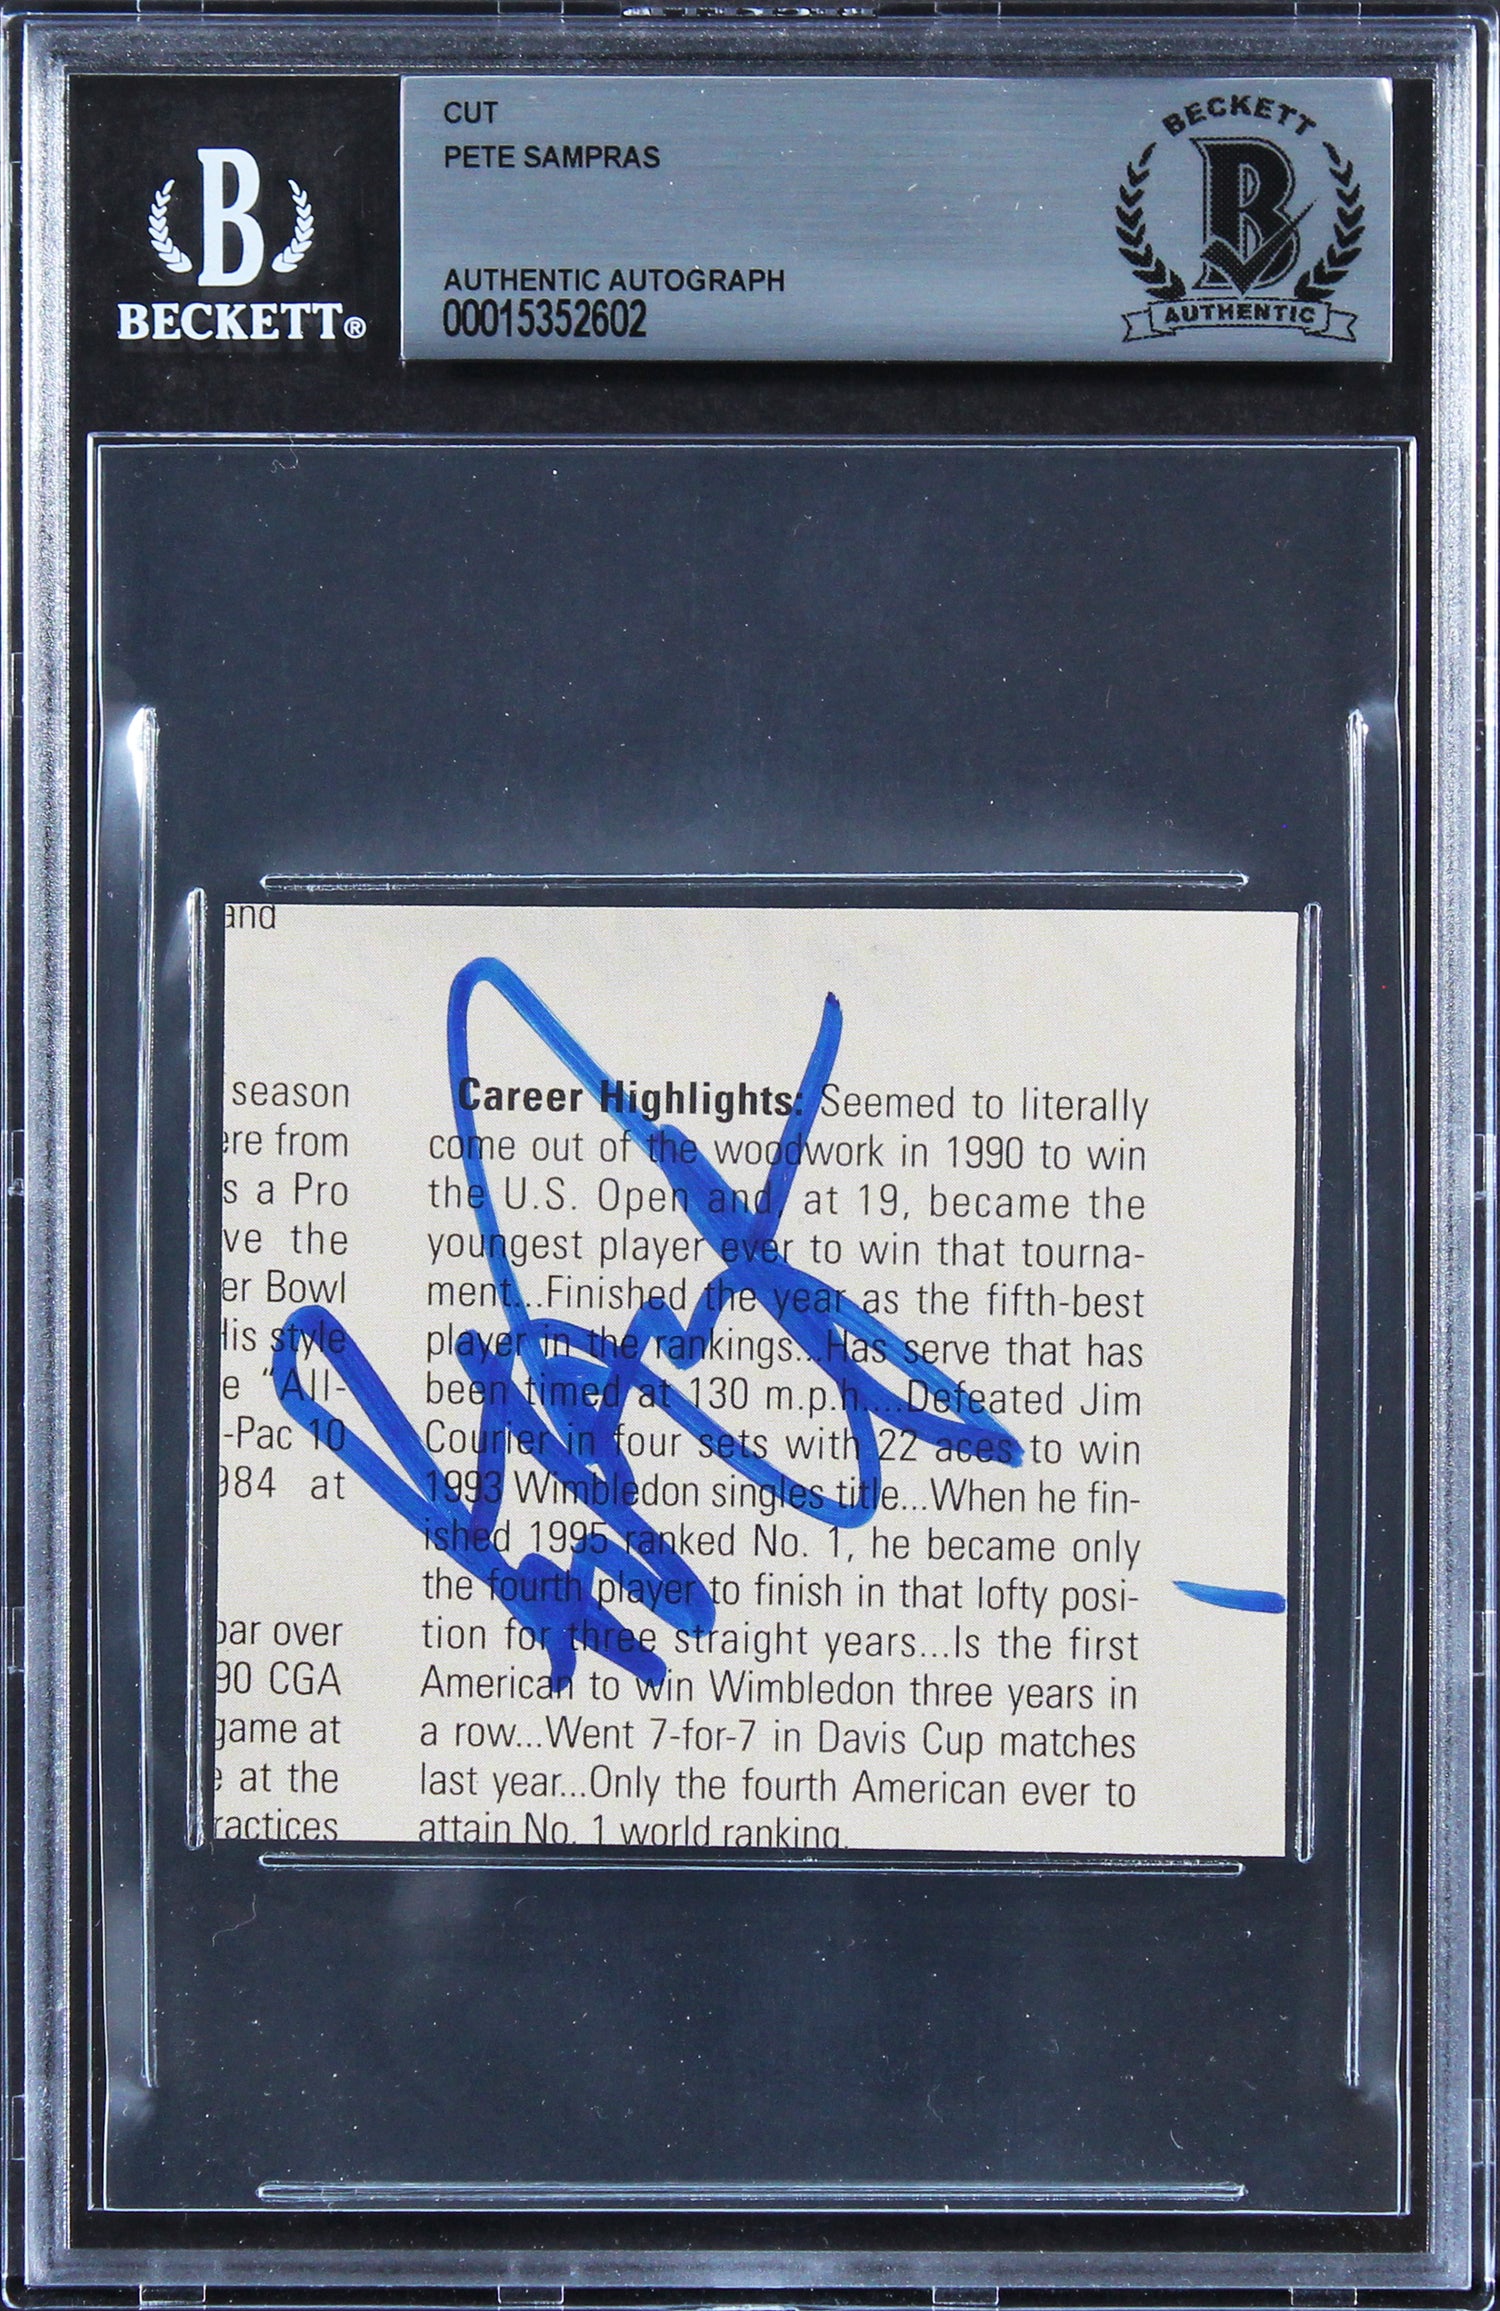 BECKETT®
CUT
PETE SAMPRAS
AUTHENTIC AUTOGRAPH
00015352602
BECKETT
AUTHENTIC
and
season
ere from
s a Pro
ve the
er Bowl
His style
e "All-
-Pac 10
984 at
par over
90 CGA
game at
e at the
ractices
Career Highlights: Seemed to literally
come out of the woodwork in 1990 to win
the U.S. Open and, at 19, became the
youngest player ever to win that tourna-
ment...Finished the year as the fifth-best
player in the rankings...Has serve that has
been timed at 130 m.p.h....Defeated Jim
Courier in four sets with 22 aces to win
1993 Wimbledon singles title...When he fin-
ished 1995 ranked No. 1, he became only
the fourth player to finish in that lofty posi-
tion for three straight years...Is the first
American to win Wimbledon three years in
a row...Went 7-for-7 in Davis Cup matches
last year...Only the fourth American ever to
attain No. 1 world ranking.